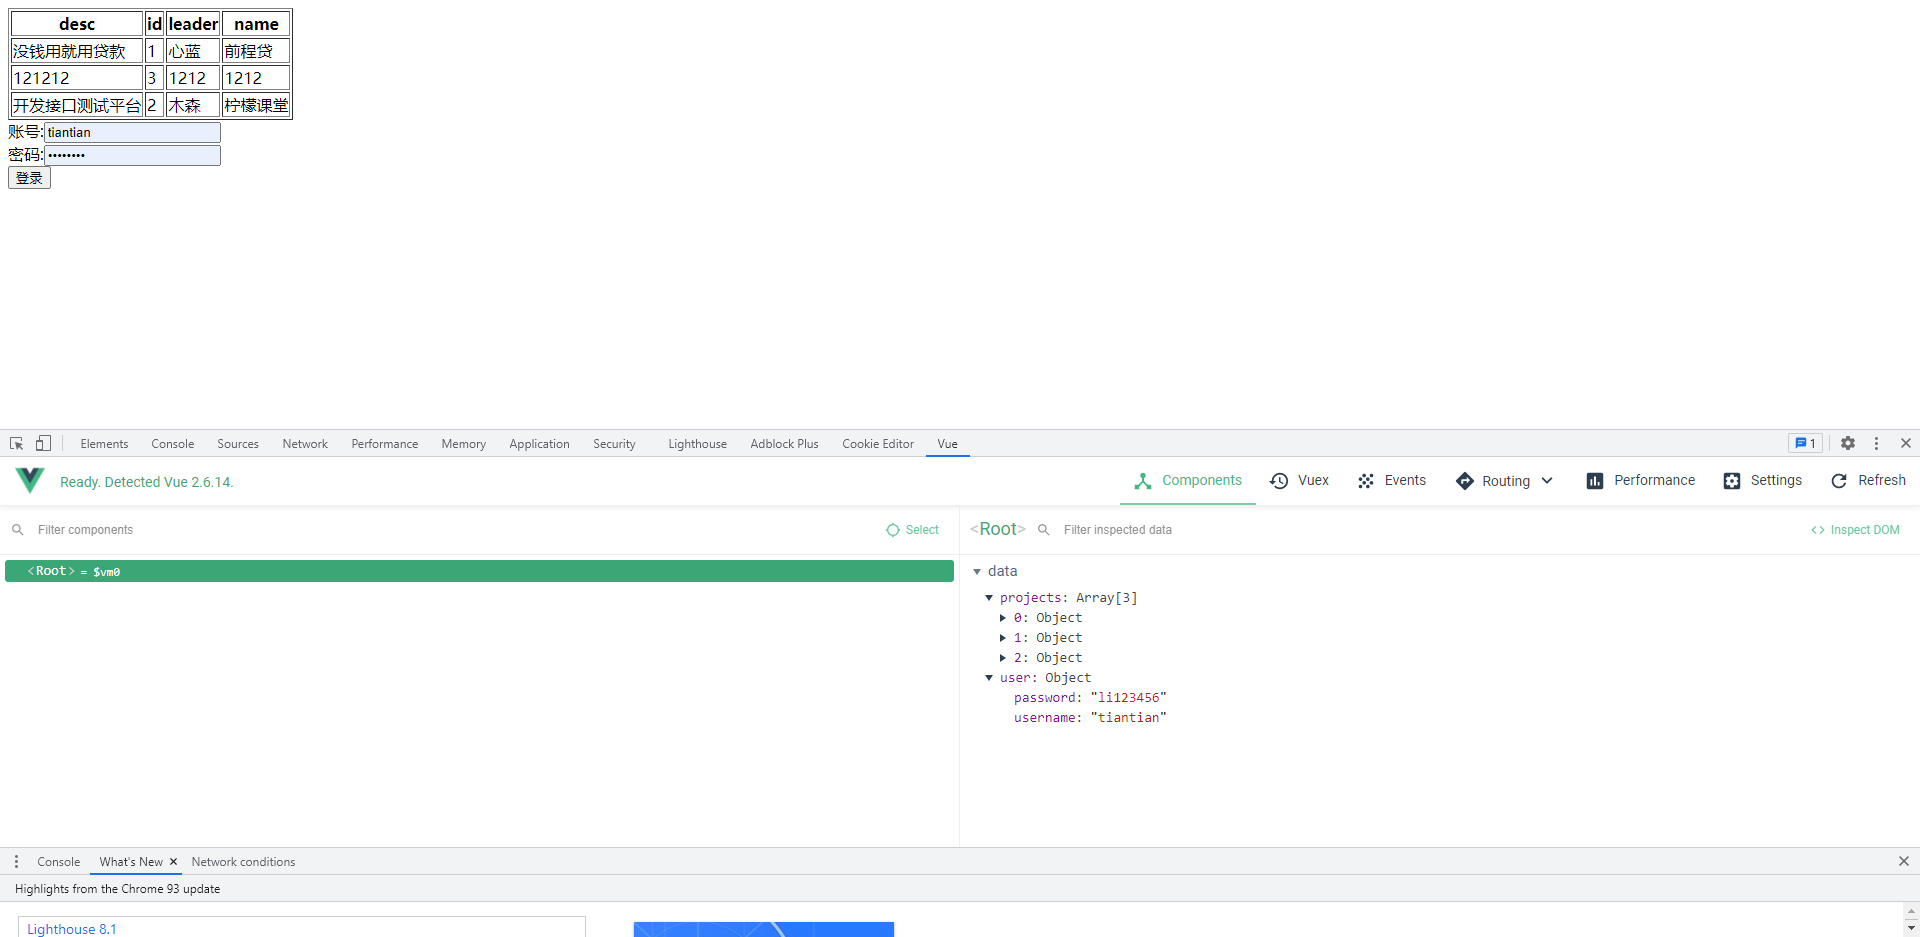 desc id leader name
没钱用就用贷款 1 心蓝 前程贷
121212 3 1212 1212
开发接口测试平台 2 木森 柠檬课堂
账号: tiantian
密码: ••••••••
登录
Elements Console Sources Network Performance Memory Application Security Lighthouse Adblock Plus Cookie Editor Vue 1
Ready. Detected Vue 2.6.14. Components Vuex Events Routing Performance Settings Refresh
Filter components Select <Root> Filter inspected data Inspect DOM
<Root> = $vm0
data
projects: Array[3]
0: Object
1: Object
2: Object
user: Object
password: "li123456"
username: "tiantian"
Console What's New Network conditions
Highlights from the Chrome 93 update
Lighthouse 8.1